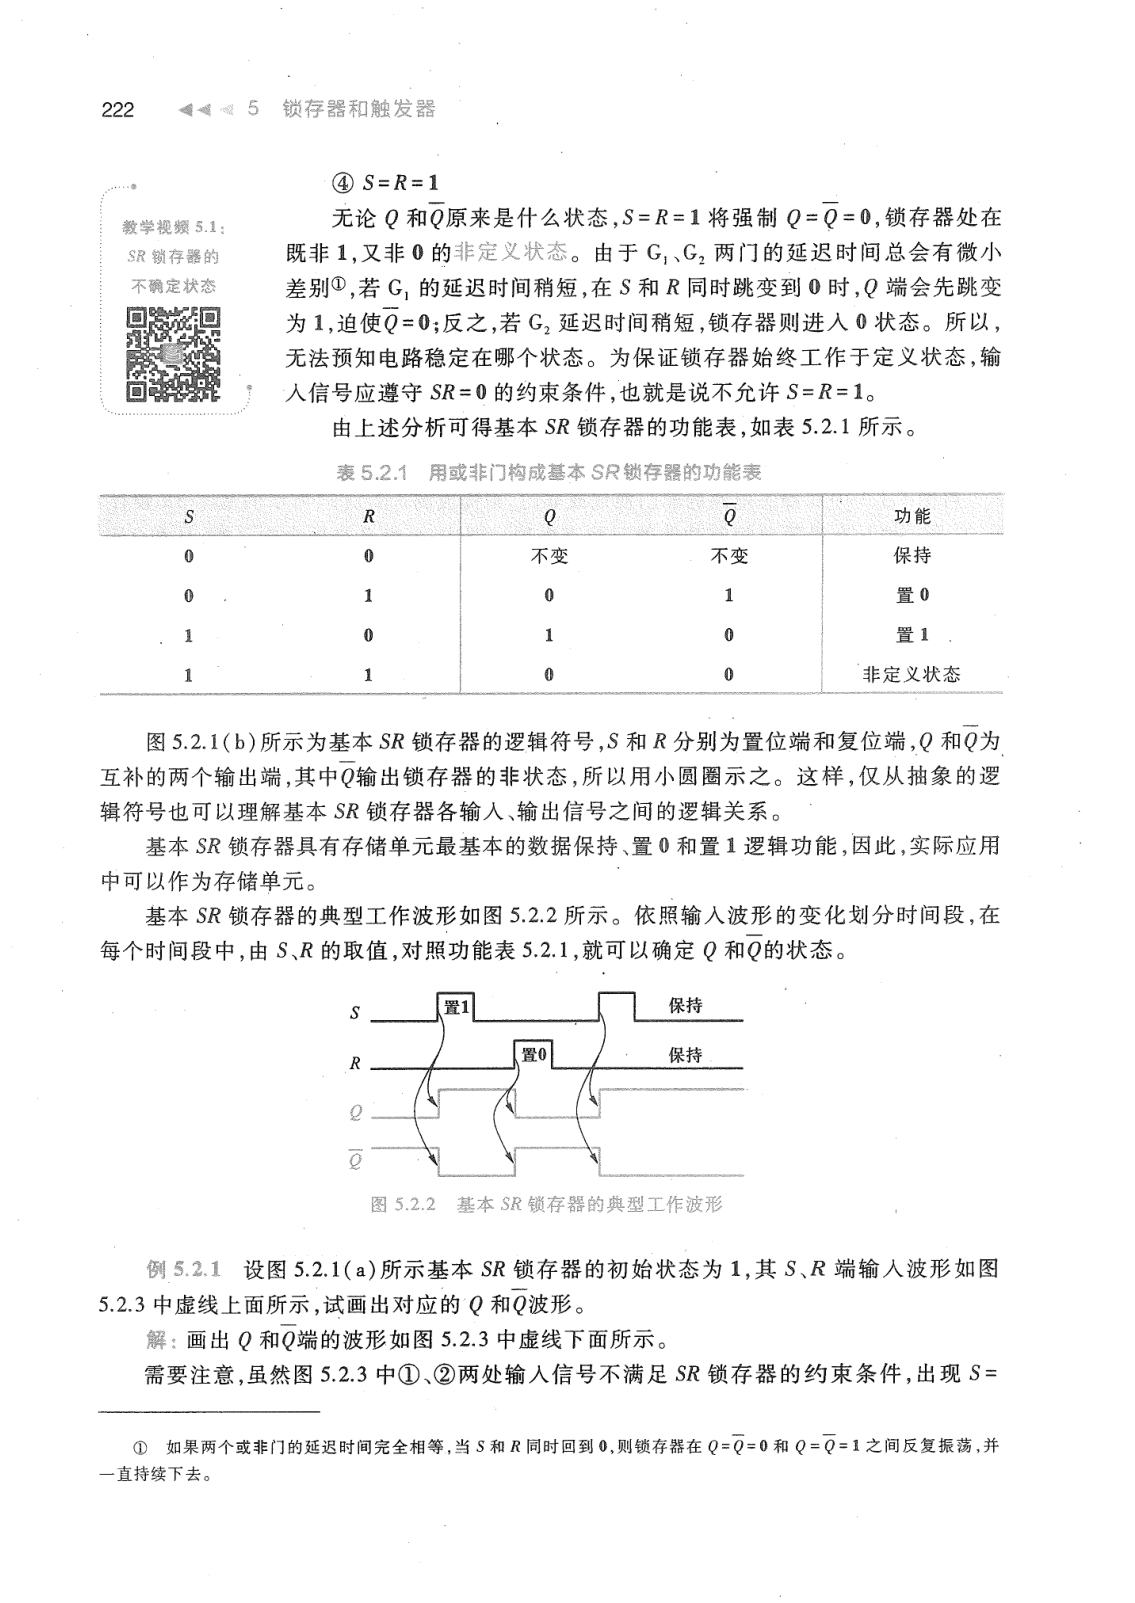 222 5 锁存器和触发器
④ S=R=1
教学视频 5.1:
SR 锁存器的
不确定状态
无论 Q 和Q̅原来是什么状态,S=R=1 将强制 Q=Q̅=0,锁存器处在
既非 1,又非 0 的非定义状态。由于 G₁、G₂ 两门的延迟时间总会有微小
差别①,若 G₁ 的延迟时间稍短,在 S 和 R 同时跳变到 0 时,Q 端会先跳变
为 1,迫使Q̅=0;反之,若 G₂ 延迟时间稍短,锁存器则进入 0 状态。所以,
无法预知电路稳定在哪个状态。为保证锁存器始终工作于定义状态,输
入信号应遵守 SR=0 的约束条件,也就是说不允许 S=R=1。
由上述分析可得基本 SR 锁存器的功能表,如表 5.2.1 所示。
表 5.2.1 用或非门构成基本 SR 锁存器的功能表
S R Q Q̅ 功能
0 0 不变 不变 保持
0 1 0 1 置 0
1 0 1 0 置 1
1 1 0 0 非定义状态
图 5.2.1(b)所示为基本 SR 锁存器的逻辑符号,S 和 R 分别为置位端和复位端,Q 和Q̅为
互补的两个输出端,其中Q̅输出锁存器的非状态,所以用小圆圈示之。这样,仅从抽象的逻
辑符号也可以理解基本 SR 锁存器各输入、输出信号之间的逻辑关系。
基本 SR 锁存器具有存储单元最基本的数据保持、置 0 和置 1 逻辑功能,因此,实际应用
中可以作为存储单元。
基本 SR 锁存器的典型工作波形如图 5.2.2 所示。依照输入波形的变化划分时间段,在
每个时间段中,由 S、R 的取值,对照功能表 5.2.1,就可以确定 Q 和Q̅的状态。
S 置1 保持
R 置0 保持
Q
Q̅
图 5.2.2 基本 SR 锁存器的典型工作波形
例 5.2.1 设图 5.2.1(a)所示基本 SR 锁存器的初始状态为 1,其 S、R 端输入波形如图
5.2.3 中虚线上面所示,试画出对应的 Q 和Q̅波形。
解:画出 Q 和Q̅端的波形如图 5.2.3 中虚线下面所示。
需要注意,虽然图 5.2.3 中①、②两处输入信号不满足 SR 锁存器的约束条件,出现 S=
① 如果两个或非门的延迟时间完全相等,当 S 和 R 同时回到 0,则锁存器在 Q=Q̅=0 和 Q=Q̅=1 之间反复振荡,并
一直持续下去。